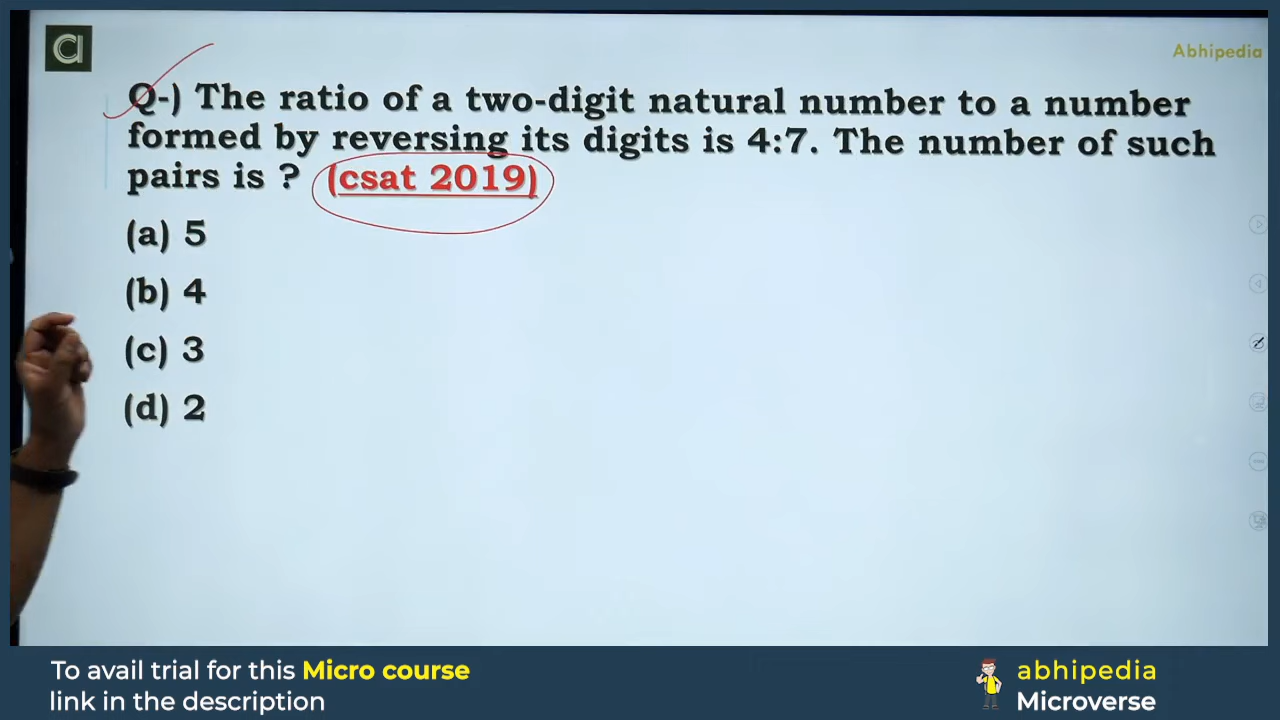 Abhipedia
Q-) The ratio of a two-digit natural number to a number
formed by reversing its digits is 4:7. The number of such
pairs is ? (csat 2019)
(a) 5
(b) 4
(c) 3
(d) 2
To avail trial for this Micro course
link in the description
abhipedia
Microverse